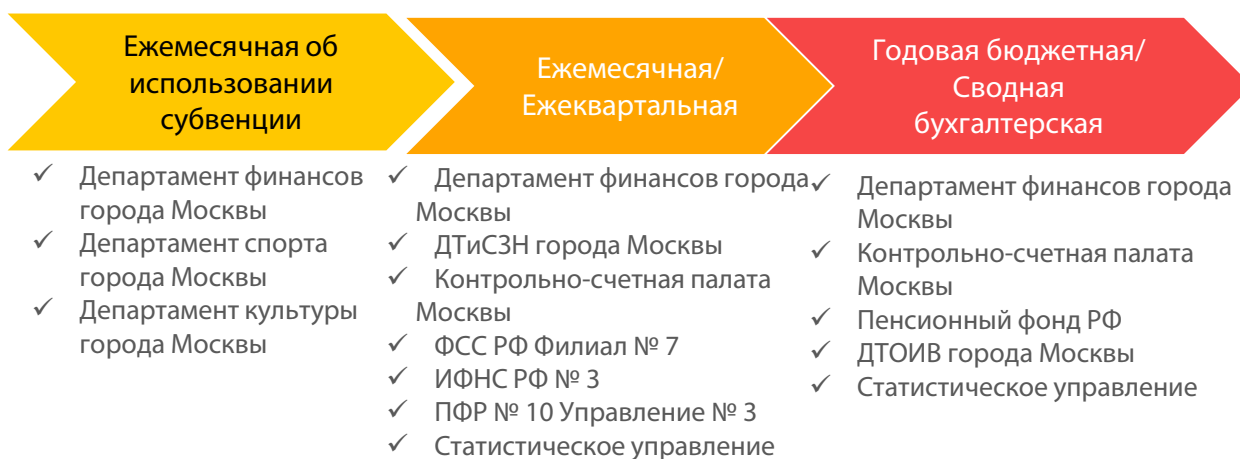 Ежемесячная об
использовании
субвенции
✓ Департамент финансов
города Москвы
✓ Департамент спорта
города Москвы
✓ Департамент культуры
города Москвы
Ежемесячная/
Ежеквартальная
✓ Департамент финансов города
Москвы
✓ ДТиСЗН города Москвы
✓ Контрольно-счетная палата
Москвы
✓ ФСС РФ Филиал № 7
✓ ИФНС РФ № 3
✓ ПФР № 10 Управление № 3
✓ Статистическое управление
Годовая бюджетная/
Сводная
бухгалтерская
✓ Департамент финансов города
Москвы
✓ Контрольно-счетная палата
Москвы
✓ Пенсионный фонд РФ
✓ ДТОИВ города Москвы
✓ Статистическое управление